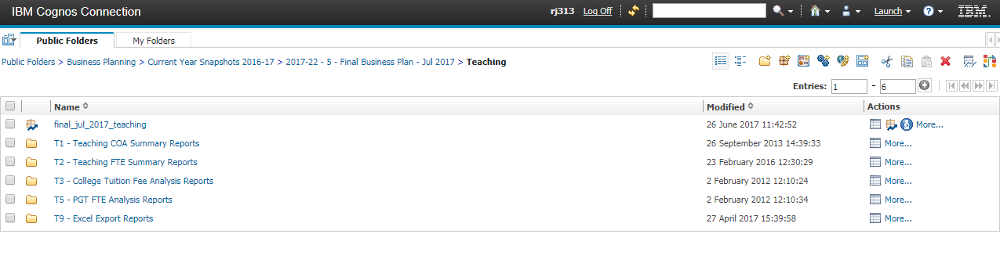 IBM Cognos Connection rj313 Log Off Launch IBM.
Public Folders My Folders
Public Folders > Business Planning > Current Year Snapshots 2016-17 > 2017-22 - 5 - Final Business Plan - Jul 2017 > Teaching
Entries: 1 - 6
Name Modified Actions
final_jul_2017_teaching 26 June 2017 11:42:52 More...
T1 - Teaching COA Summary Reports 26 September 2013 14:39:33 More...
T2 - Teaching FTE Summary Reports 23 February 2016 12:30:29 More...
T3 - College Tuition Fee Analysis Reports 2 February 2012 12:10:24 More...
T5 - PGT FTE Analysis Reports 2 February 2012 12:10:34 More...
T9 - Excel Export Reports 27 April 2017 15:39:58 More...